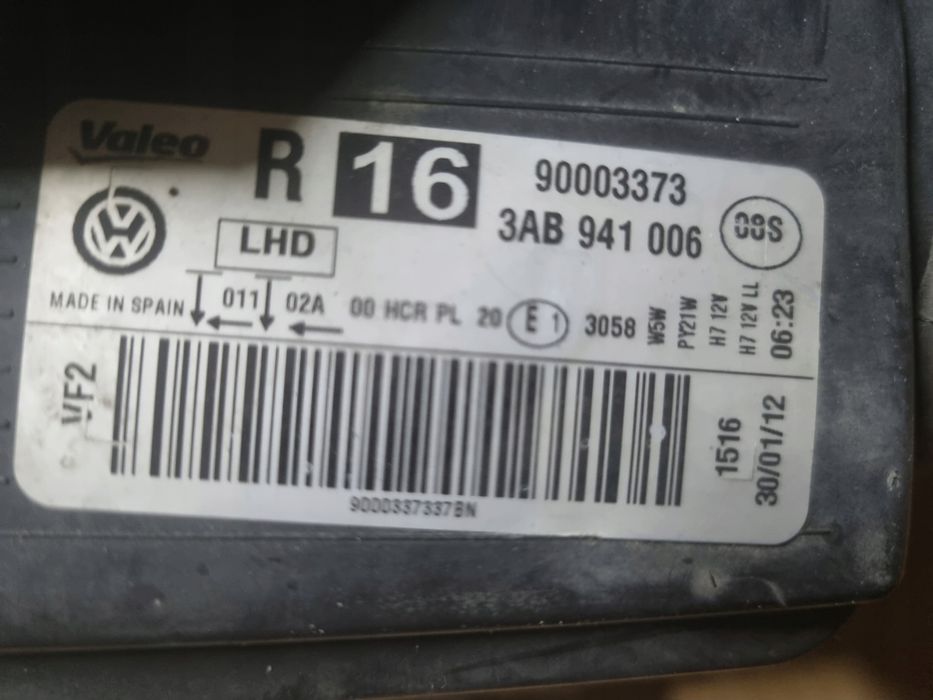 Valeo R 16 90003373
LHD 3AB 941 006 08S
MADE IN SPAIN 011 02A 00 HCR PL 20 E 1 3058
W5W
PY21W
H7 12V
H7 12V LL
06:23
VF2
1516
30/01/12
9000337337BN